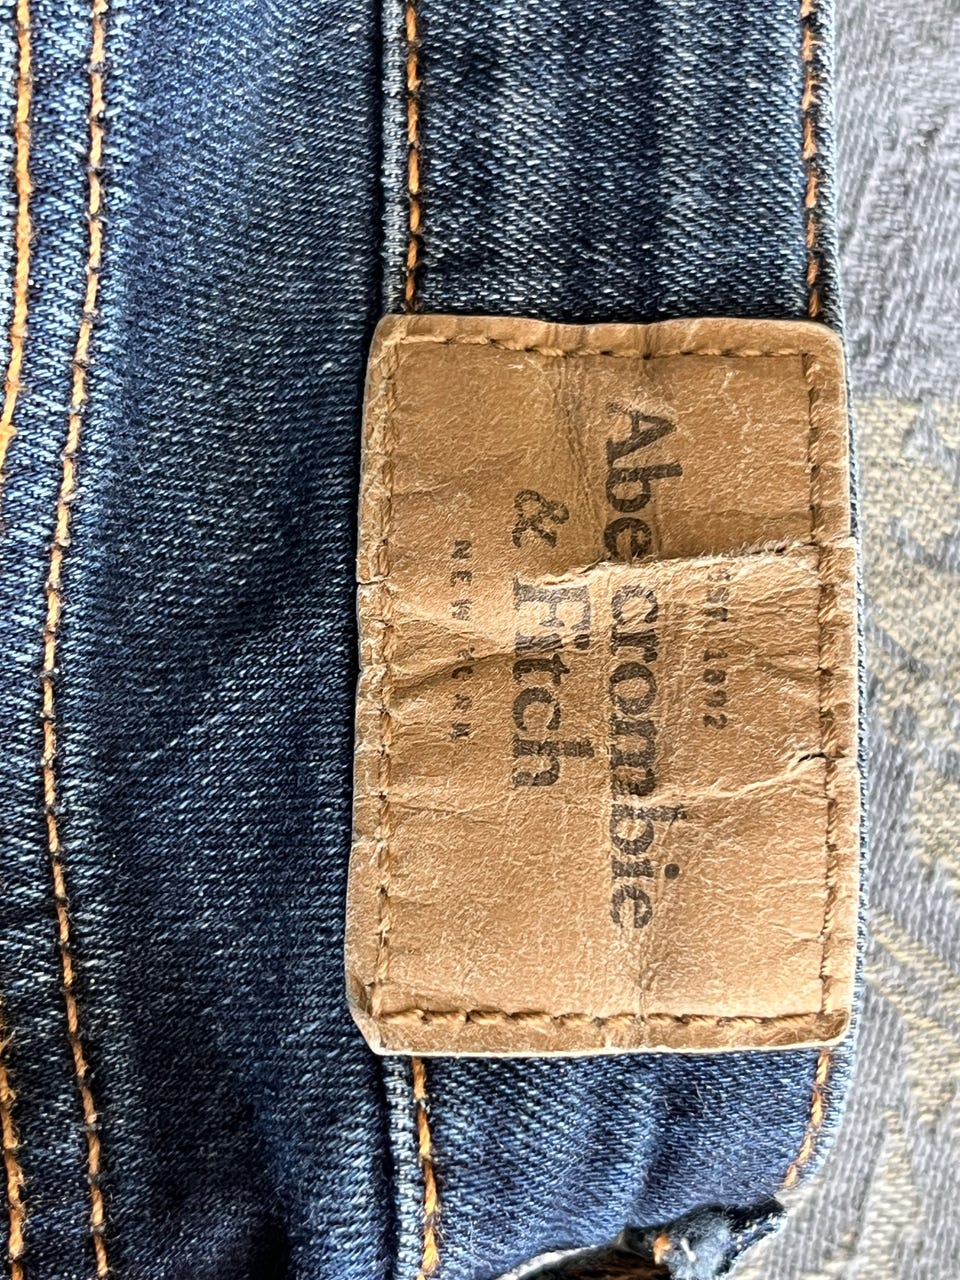 Est 1892
Abercrombie
& Fitch
NEW YORK